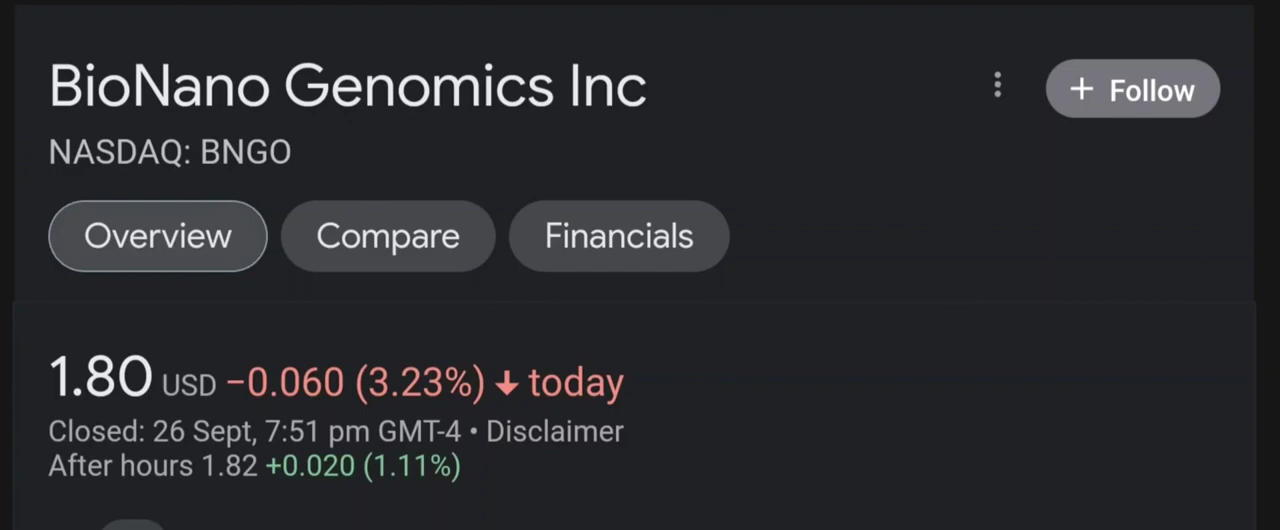 BioNano Genomics Inc
+ Follow
NASDAQ: BNGO
Overview
Compare
Financials
1.80 USD −0.060 (3.23%) ↓ today
Closed: 26 Sept, 7:51 pm GMT-4 • Disclaimer
After hours 1.82 +0.020 (1.11%)